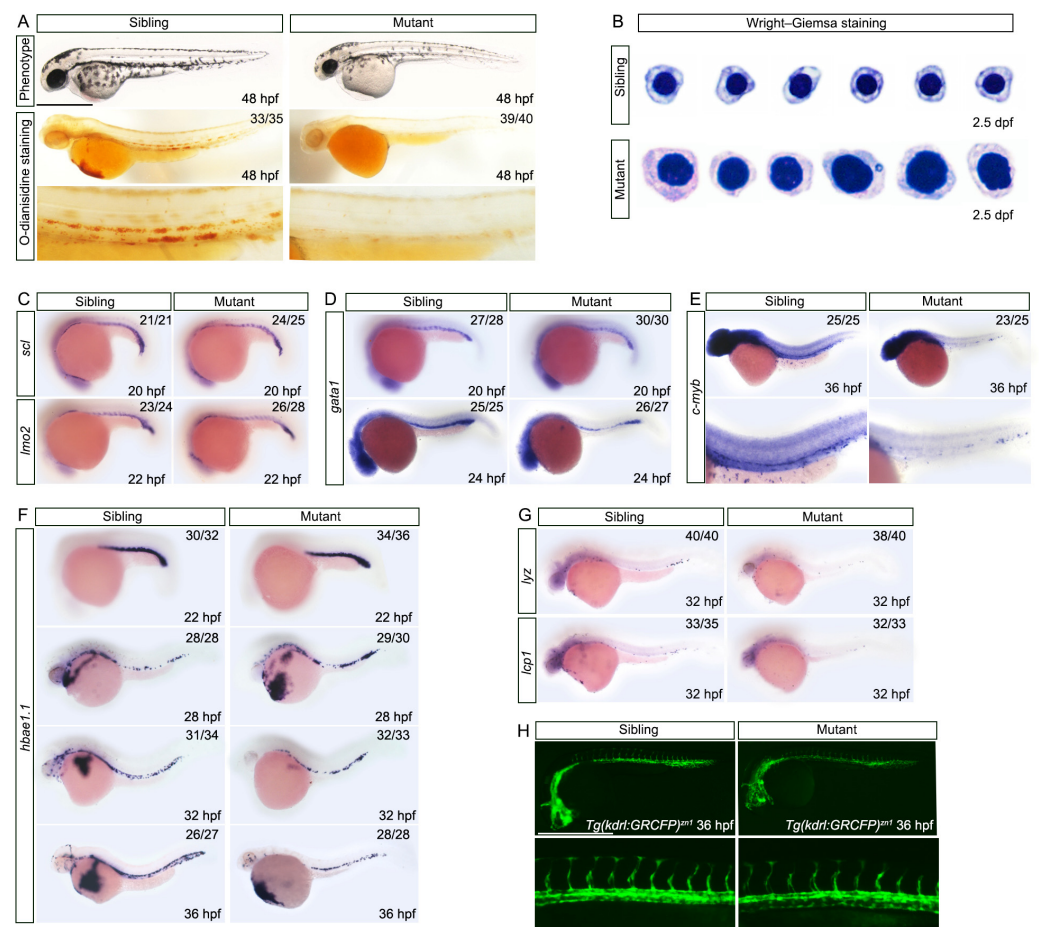 A
Sibling
Mutant
Phenotype
48 hpf
48 hpf
O-dianisidine staining
33/35
39/40
48 hpf
48 hpf
B
Wright–Giemsa staining
Sibling
2.5 dpf
Mutant
2.5 dpf
C
Sibling
Mutant
scl
21/21
24/25
20 hpf
20 hpf
lmo2
23/24
26/28
22 hpf
22 hpf
D
Sibling
Mutant
gata1
27/28
30/30
20 hpf
20 hpf
25/25
26/27
24 hpf
24 hpf
E
Sibling
Mutant
c-myb
25/25
23/25
36 hpf
36 hpf
F
Sibling
Mutant
hbae1.1
30/32
34/36
22 hpf
22 hpf
28/28
29/30
28 hpf
28 hpf
31/34
32/33
32 hpf
32 hpf
26/27
28/28
36 hpf
36 hpf
G
Sibling
Mutant
lyz
40/40
38/40
32 hpf
32 hpf
lcp1
33/35
32/33
32 hpf
32 hpf
H
Sibling
Mutant
Tg(kdrl:GRCFP)zn1 36 hpf
Tg(kdrl:GRCFP)zn1 36 hpf